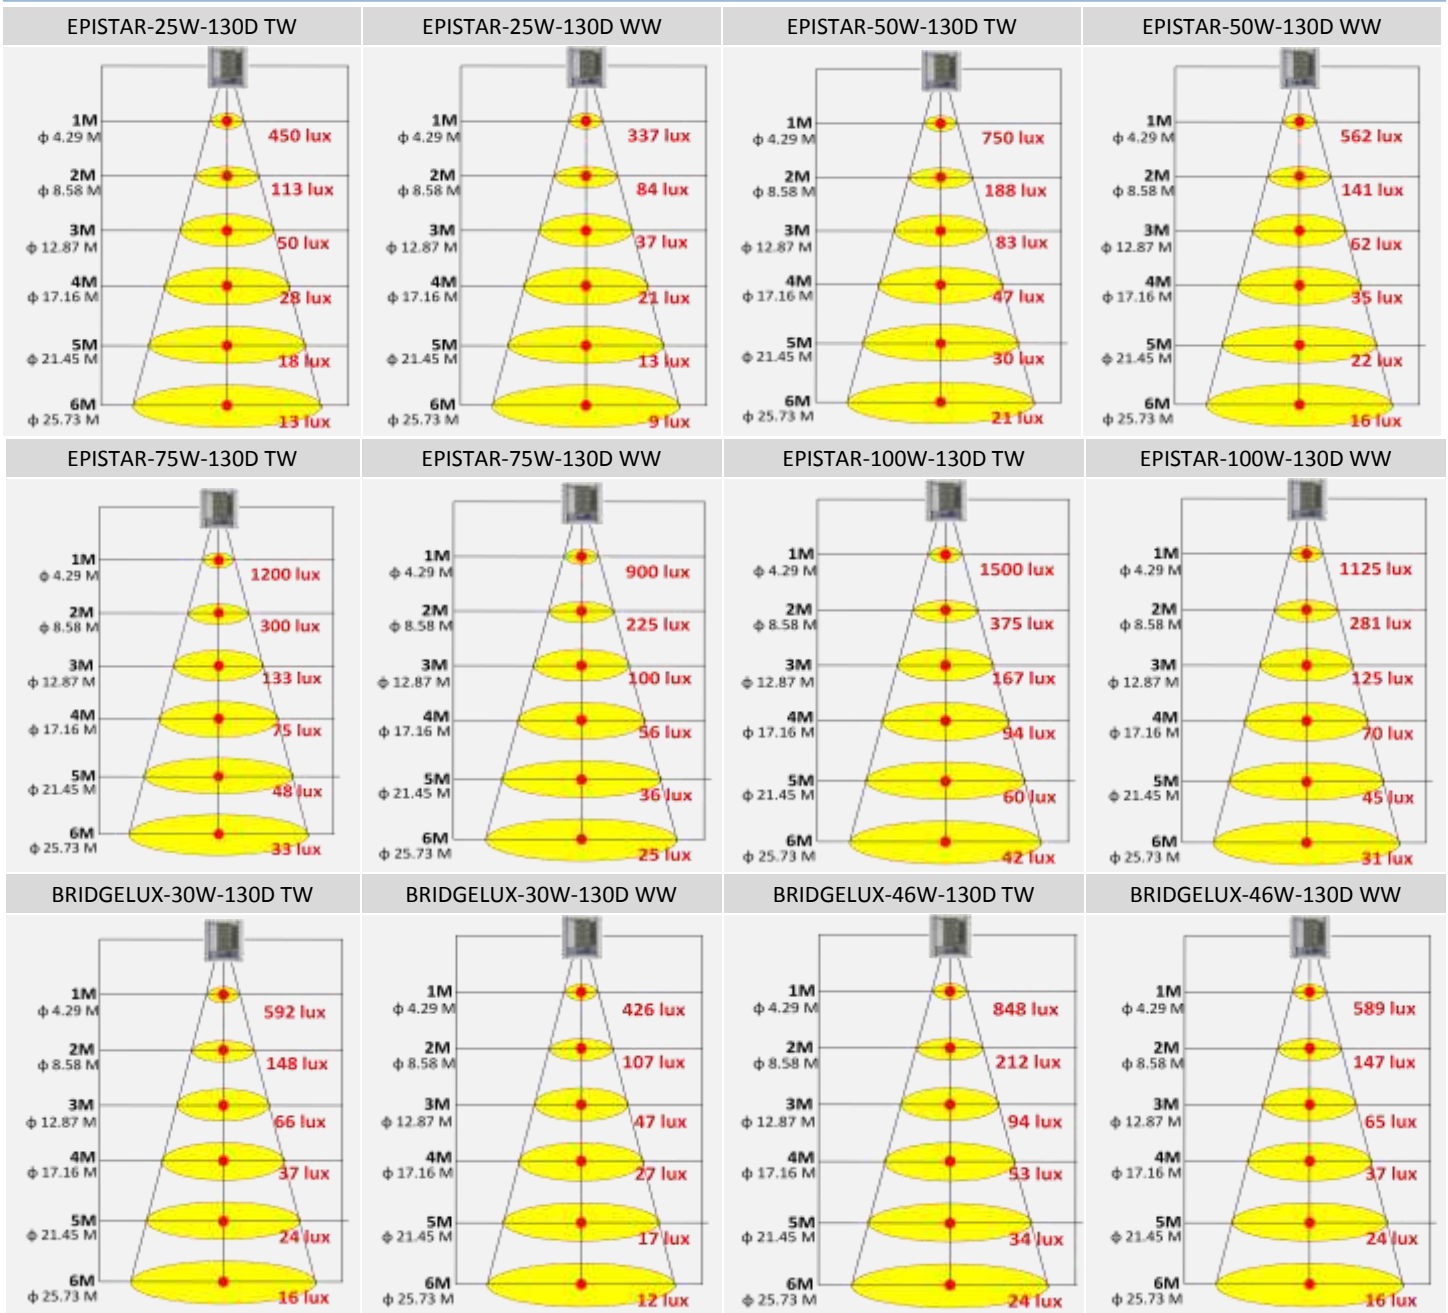 EPISTAR-25W-130D TW
1M
φ 4.29 M
450 lux
2M
φ 8.58 M
113 lux
3M
φ 12.87 M
50 lux
4M
φ 17.16 M
28 lux
5M
φ 21.45 M
18 lux
6M
φ 25.73 M
13 lux
EPISTAR-25W-130D WW
1M
φ 4.29 M
337 lux
2M
φ 8.58 M
84 lux
3M
φ 12.87 M
37 lux
4M
φ 17.16 M
21 lux
5M
φ 21.45 M
13 lux
6M
φ 25.73 M
9 lux
EPISTAR-50W-130D TW
1M
φ 4.29 M
750 lux
2M
φ 8.58 M
188 lux
3M
φ 12.87 M
83 lux
4M
φ 17.16 M
47 lux
5M
φ 21.45 M
30 lux
6M
φ 25.73 M
21 lux
EPISTAR-50W-130D WW
1M
φ 4.29 M
562 lux
2M
φ 8.58 M
141 lux
3M
φ 12.87 M
62 lux
4M
φ 17.16 M
35 lux
5M
φ 21.45 M
22 lux
6M
φ 25.73 M
16 lux
EPISTAR-75W-130D TW
1M
φ 4.29 M
1200 lux
2M
φ 8.58 M
300 lux
3M
φ 12.87 M
133 lux
4M
φ 17.16 M
75 lux
5M
φ 21.45 M
48 lux
6M
φ 25.73 M
33 lux
EPISTAR-75W-130D WW
1M
φ 4.29 M
900 lux
2M
φ 8.58 M
225 lux
3M
φ 12.87 M
100 lux
4M
φ 17.16 M
56 lux
5M
φ 21.45 M
36 lux
6M
φ 25.73 M
25 lux
EPISTAR-100W-130D TW
1M
φ 4.29 M
1500 lux
2M
φ 8.58 M
375 lux
3M
φ 12.87 M
167 lux
4M
φ 17.16 M
94 lux
5M
φ 21.45 M
60 lux
6M
φ 25.73 M
42 lux
EPISTAR-100W-130D WW
1M
φ 4.29 M
1125 lux
2M
φ 8.58 M
281 lux
3M
φ 12.87 M
125 lux
4M
φ 17.16 M
70 lux
5M
φ 21.45 M
45 lux
6M
φ 25.73 M
31 lux
BRIDGELUX-30W-130D TW
1M
φ 4.29 M
592 lux
2M
φ 8.58 M
148 lux
3M
φ 12.87 M
66 lux
4M
φ 17.16 M
37 lux
5M
φ 21.45 M
24 lux
6M
φ 25.73 M
16 lux
BRIDGELUX-30W-130D WW
1M
φ 4.29 M
426 lux
2M
φ 8.58 M
107 lux
3M
φ 12.87 M
47 lux
4M
φ 17.16 M
27 lux
5M
φ 21.45 M
17 lux
6M
φ 25.73 M
12 lux
BRIDGELUX-46W-130D TW
1M
φ 4.29 M
848 lux
2M
φ 8.58 M
212 lux
3M
φ 12.87 M
94 lux
4M
φ 17.16 M
53 lux
5M
φ 21.45 M
34 lux
6M
φ 25.73 M
24 lux
BRIDGELUX-46W-130D WW
1M
φ 4.29 M
589 lux
2M
φ 8.58 M
147 lux
3M
φ 12.87 M
65 lux
4M
φ 17.16 M
37 lux
5M
φ 21.45 M
24 lux
6M
φ 25.73 M
16 lux